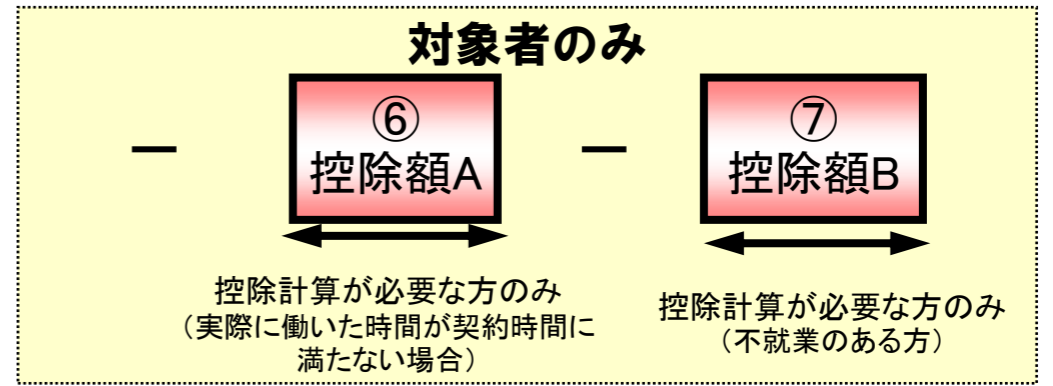 対象者のみ
－ ⑥ － ⑦
控除額A 控除額B
控除計算が必要な方のみ
（実際に働いた時間が契約時間に
満たない場合）
控除計算が必要な方のみ
（不就業のある方）